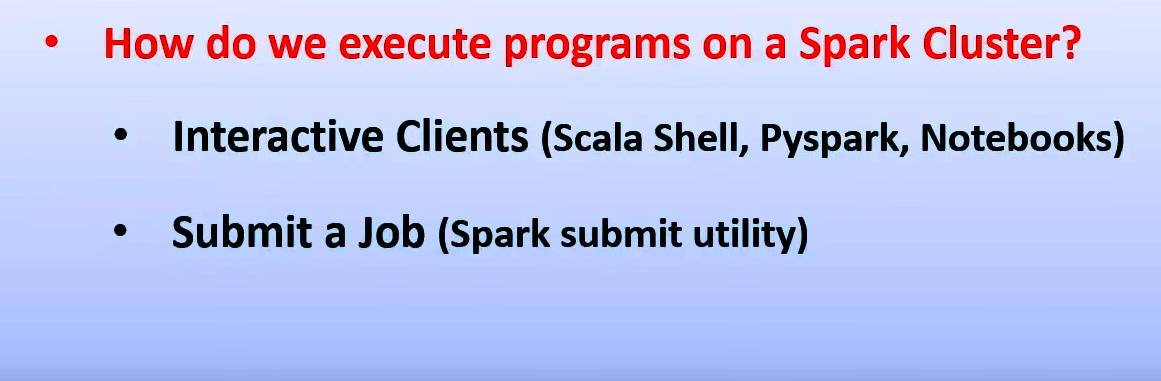 • How do we execute programs on a Spark Cluster?
• Interactive Clients (Scala Shell, Pyspark, Notebooks)
• Submit a Job (Spark submit utility)